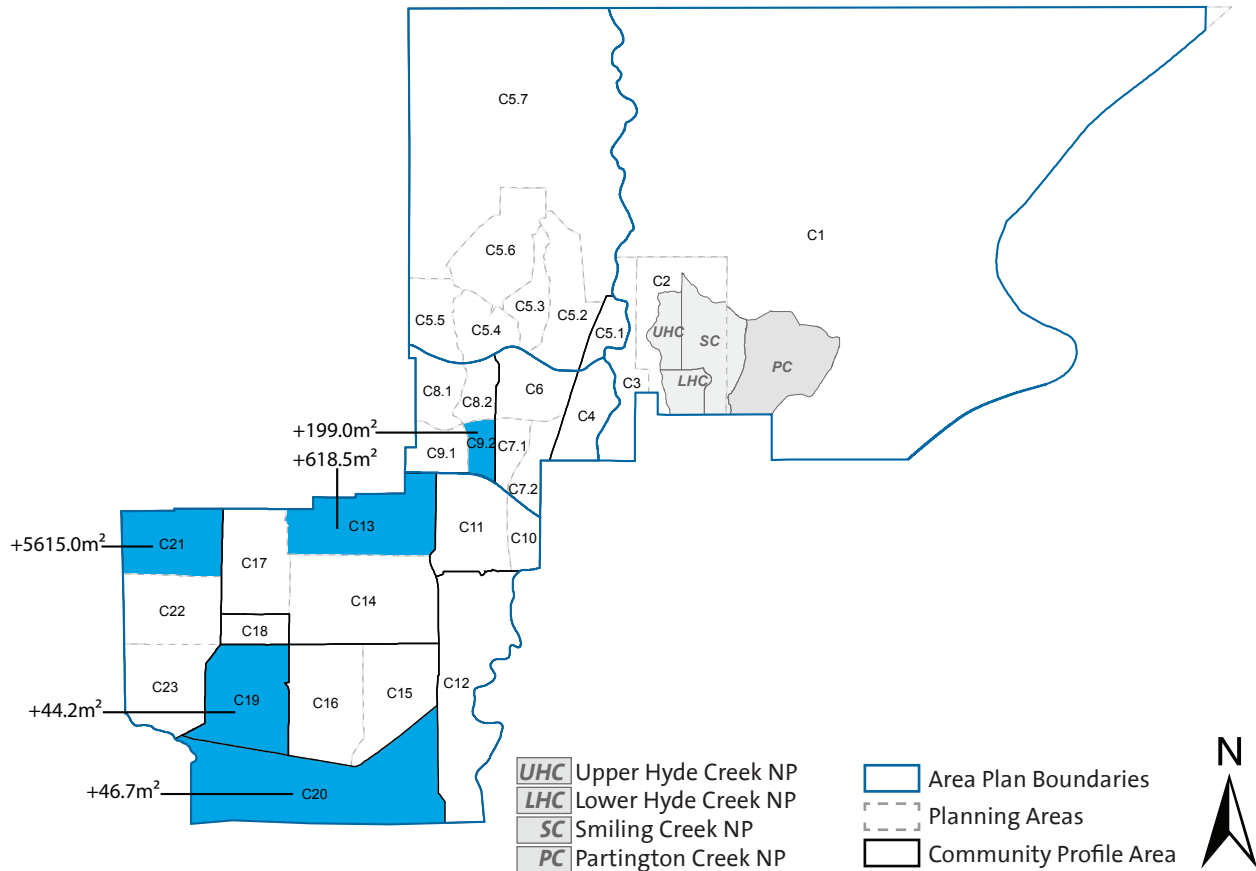 C5.7
C1
C5.6
C2
C5.3
C5.2
C5.5
C5.4
C5.1
UHC
SC
PC
LHC
C3
C6
C8.1
C8.2
C4
+199.0m²
C9.2
C7.1
C9.1
+618.5m²
C7.2
C13
C11
C10
+5615.0m²
C21
C17
C14
C22
C18
C23
C19
C16
C15
C12
+44.2m²
+46.7m²
C20
UHC Upper Hyde Creek NP
LHC Lower Hyde Creek NP
SC Smiling Creek NP
PC Partington Creek NP
Area Plan Boundaries
Planning Areas
Community Profile Area
N